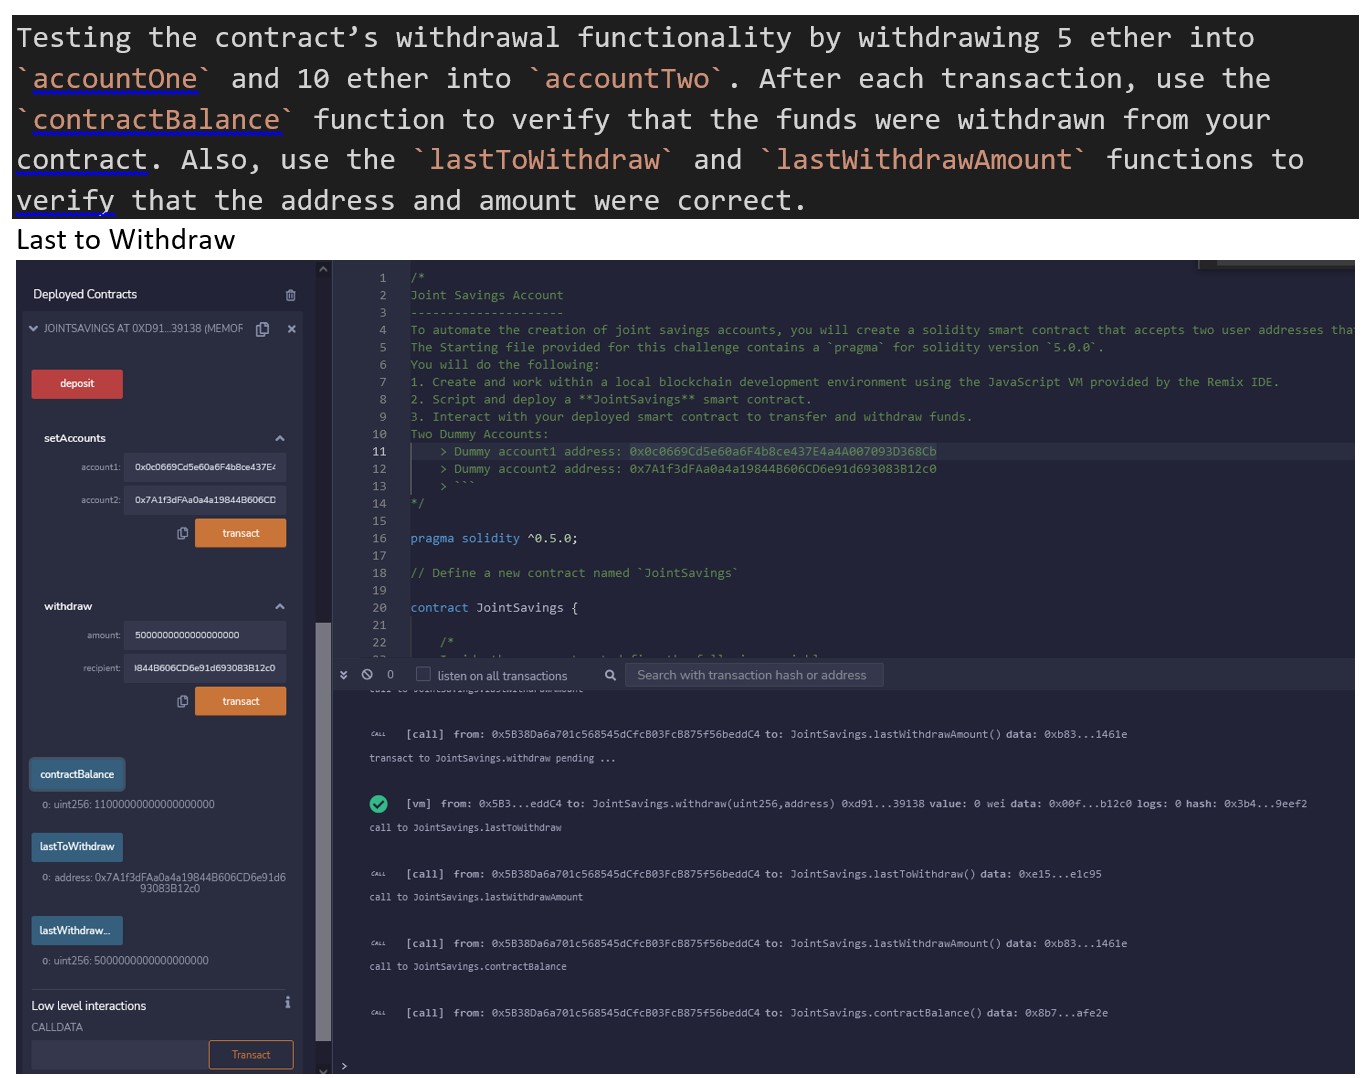 Testing the contract’s withdrawal functionality by withdrawing 5 ether into
`accountOne` and 10 ether into `accountTwo`. After each transaction, use the
`contractBalance` function to verify that the funds were withdrawn from your
contract. Also, use the `lastToWithdraw` and `lastWithdrawAmount` functions to
verify that the address and amount were correct.
Last to Withdraw
Deployed Contracts
JOINTSAVINGS AT 0XD91...39138 (MEMOR
deposit
setAccounts
account1: 0x0c0669Cd5e60a6F4b8ce437E4
account2: 0x7A1f3dFAa0a4a19844B606CD
transact
withdraw
amount: 5000000000000000000
recipient: 9844B606CD6e91d693083B12c0
transact
contractBalance
0: uint256: 11000000000000000000
lastToWithdraw
0: address: 0x7A1f3dFAa0a4a19844B606CD6e91d6
93083B12c0
lastWithdraw...
0: uint256: 5000000000000000000
Low level interactions
CALLDATA
Transact
1 /*
2 Joint Savings Account
3 ---------------------
4 To automate the creation of joint savings accounts, you will create a solidity smart contract that accepts two user addresses tha
5 The Starting file provided for this challenge contains a `pragma` for solidity version `5.0.0`.
6 You will do the following:
7 1. Create and work within a local blockchain development environment using the JavaScript VM provided by the Remix IDE.
8 2. Script and deploy a **JointSavings** smart contract.
9 3. Interact with your deployed smart contract to transfer and withdraw funds.
10 Two Dummy Accounts:
11 > Dummy account1 address: 0x0c0669Cd5e60a6F4b8ce437E4a4A007093D368Cb
12 > Dummy account2 address: 0x7A1f3dFAa0a4a19844B606CD6e91d693083B12c0
13 > ```
14 */
15
16 pragma solidity ^0.5.0;
17
18 // Define a new contract named `JointSavings`
19
20 contract JointSavings {
21
22 /*
0 listen on all transactions Search with transaction hash or address
call to JointSavings.lastWithdrawAmount
CALL [call] from: 0x5B38Da6a701c568545dCfcB03FcB875f56beddC4 to: JointSavings.lastWithdrawAmount() data: 0xb83...1461e
transact to JointSavings.withdraw pending ...
[vm] from: 0x5B3...eddC4 to: JointSavings.withdraw(uint256,address) 0xd91...39138 value: 0 wei data: 0x00f...b12c0 logs: 0 hash: 0x3b4...9eef2
call to JointSavings.lastToWithdraw
CALL [call] from: 0x5B38Da6a701c568545dCfcB03FcB875f56beddC4 to: JointSavings.lastToWithdraw() data: 0xe15...e1c95
call to JointSavings.lastWithdrawAmount
CALL [call] from: 0x5B38Da6a701c568545dCfcB03FcB875f56beddC4 to: JointSavings.lastWithdrawAmount() data: 0xb83...1461e
call to JointSavings.contractBalance
CALL [call] from: 0x5B38Da6a701c568545dCfcB03FcB875f56beddC4 to: JointSavings.contractBalance() data: 0x8b7...afe2e
>